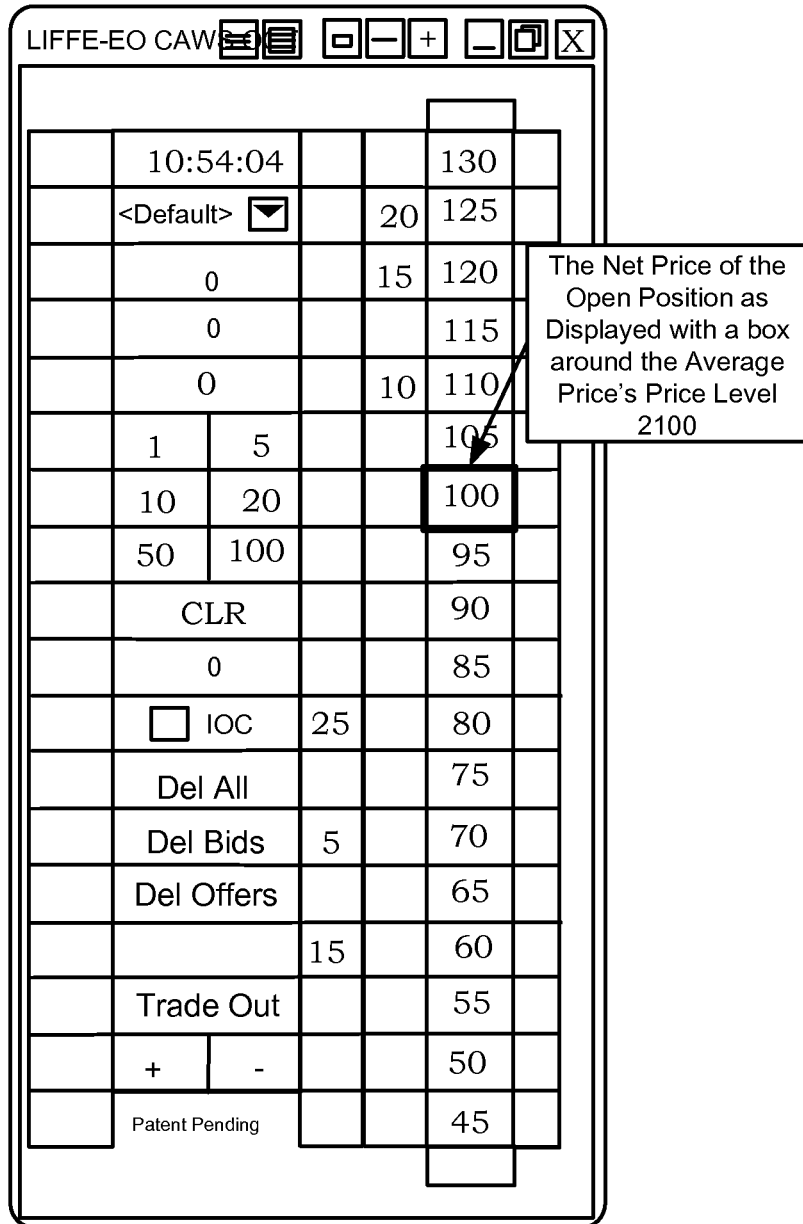 LIFFE-EO CAWS X
10:54:04 130
<Default> 20 125
0 15 120
0 115
0 10 110
1 5 105
10 20 100
50 100 95
CLR 90
0 85
IOC 25 80
Del All 75
Del Bids 5 70
Del Offers 65
15 60
Trade Out 55
+ - 50
Patent Pending 45
The Net Price of the
Open Position as
Displayed with a box
around the Average
Price's Price Level
2100